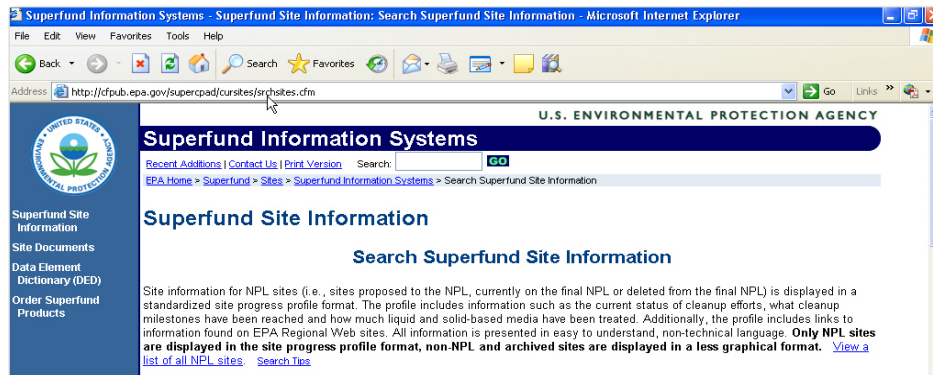 Superfund Information Systems - Superfund Site Information: Search Superfund Site Information - Microsoft Internet Explorer
File Edit View Favorites Tools Help
Back Search Favorites
Address http://cfpub.epa.gov/supercpad/cursites/srchsites.cfm Go Links »
U.S. ENVIRONMENTAL PROTECTION AGENCY
UNITED STATES
ENVIRONMENTAL PROTECTION AGENCY
Superfund Information Systems
Recent Additions | Contact Us | Print Version Search: GO
EPA Home > Superfund > Sites > Superfund Information Systems > Search Superfund Site Information
Superfund Site
Information
Site Documents
Data Element
Dictionary (DED)
Order Superfund
Products
Superfund Site Information
Search Superfund Site Information
Site information for NPL sites (i.e., sites proposed to the NPL, currently on the final NPL or deleted from the final NPL) is displayed in a
standardized site progress profile format. The profile includes information such as the current status of cleanup efforts, what cleanup
milestones have been reached and how much liquid and solid-based media have been treated. Additionally, the profile includes links to
information found on EPA Regional Web sites. All information is presented in easy to understand, non-technical language. Only NPL sites
are displayed in the site progress profile format, non-NPL and archived sites are displayed in a less graphical format. View a
list of all NPL sites. Search Tips